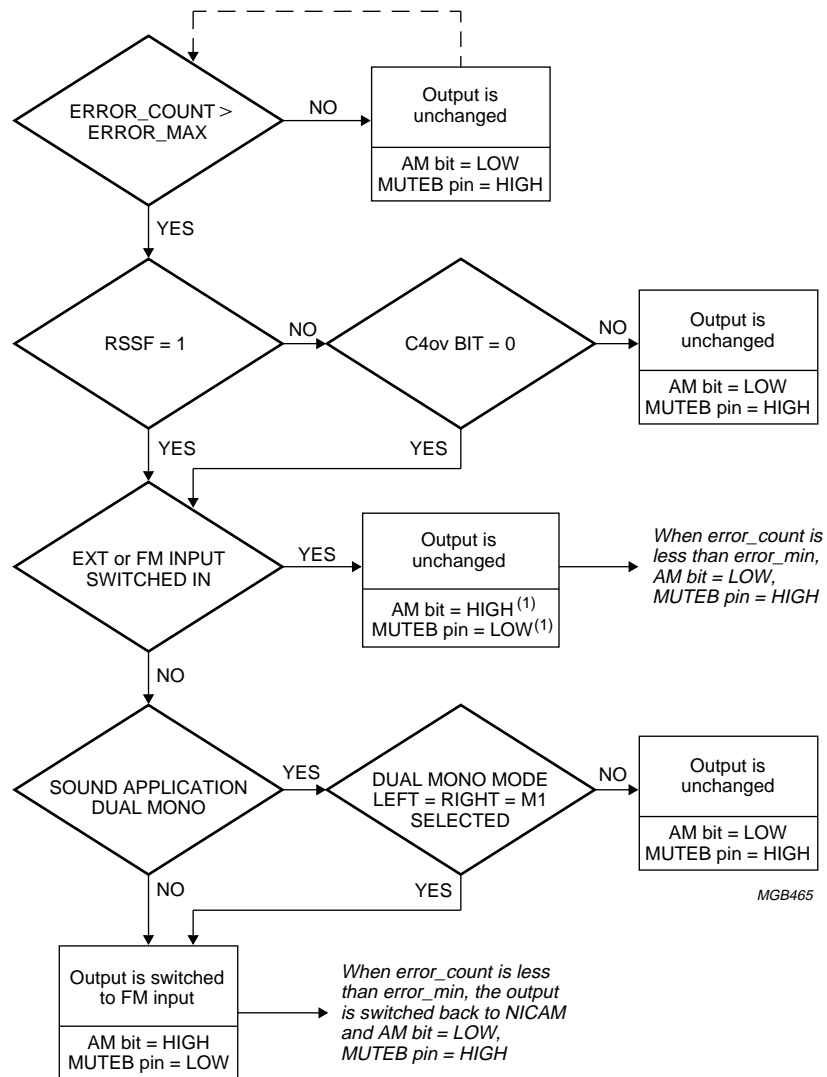 ERROR_COUNT >
ERROR_MAX
NO
Output is
unchanged
AM bit = LOW
MUTEB pin = HIGH
YES
RSSF = 1
NO
C4ov BIT = 0
NO
Output is
unchanged
AM bit = LOW
MUTEB pin = HIGH
YES
YES
EXT or FM INPUT
SWITCHED IN
YES
Output is
unchanged
AM bit = HIGH (1)
MUTEB pin = LOW (1)
When error_count is
less than error_min,
AM bit = LOW,
MUTEB pin = HIGH
NO
SOUND APPLICATION
DUAL MONO
YES
DUAL MONO MODE
LEFT = RIGHT = M1
SELECTED
NO
Output is
unchanged
AM bit = LOW
MUTEB pin = HIGH
NO
YES
MGB465
Output is switched
to FM input
AM bit = HIGH
MUTEB pin = LOW
When error_count is less
than error_min, the output
is switched back to NICAM
and AM bit = LOW,
MUTEB pin = HIGH